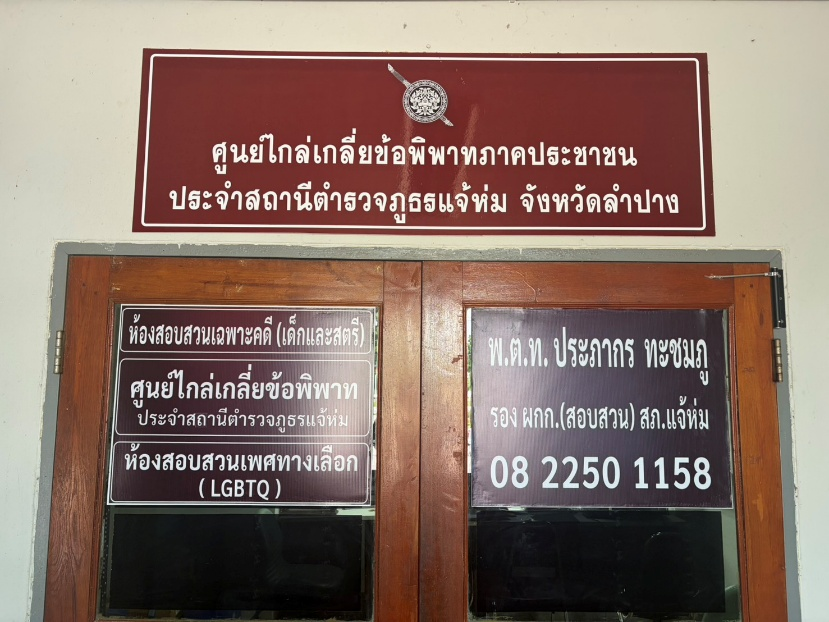 ศูนย์ไกล่เกลี่ยข้อพิพาทภาคประชาชน
ประจำสถานีตำรวจภูธรแจ้ห่ม จังหวัดลำปาง
ห้องสอบสวนเฉพาะคดี (เด็กและสตรี)
ศูนย์ไกล่เกลี่ยข้อพิพาท
ประจำสถานีตำรวจภูธรแจ้ห่ม
ห้องสอบสวนเพศทางเลือก
( LGBTQ )
พ.ต.ท. ประภากร ทะชมภู
รอง ผกก.(สอบสวน) สภ.แจ้ห่ม
08 2250 1158